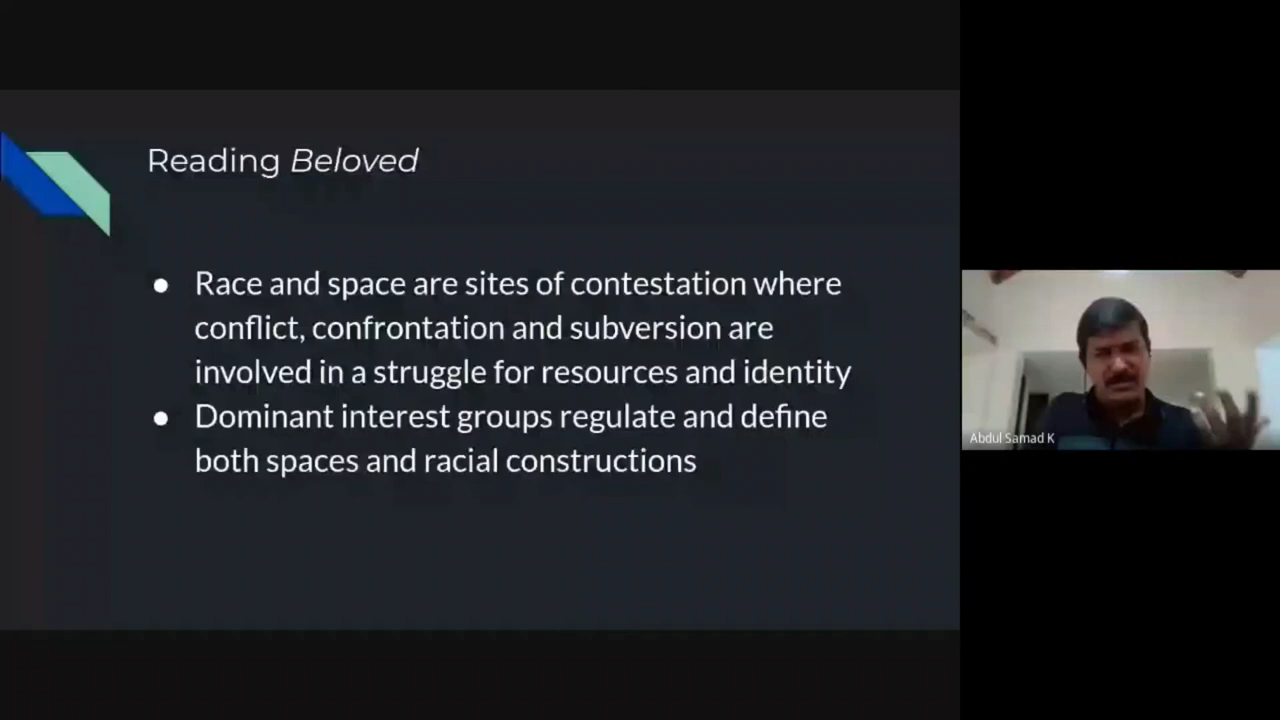 Reading Beloved
● Race and space are sites of contestation where
conflict, confrontation and subversion are
involved in a struggle for resources and identity
● Dominant interest groups regulate and define
both spaces and racial constructions
Abdul Samad K